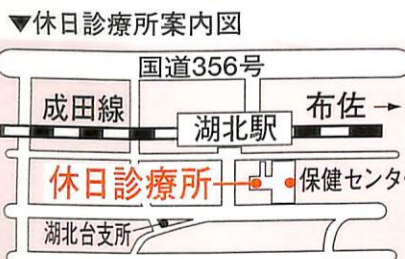 ▼休日診療所案内図
国道356号
成田線
布佐→
湖北駅
休日診療所
保健センタ
湖北台支所